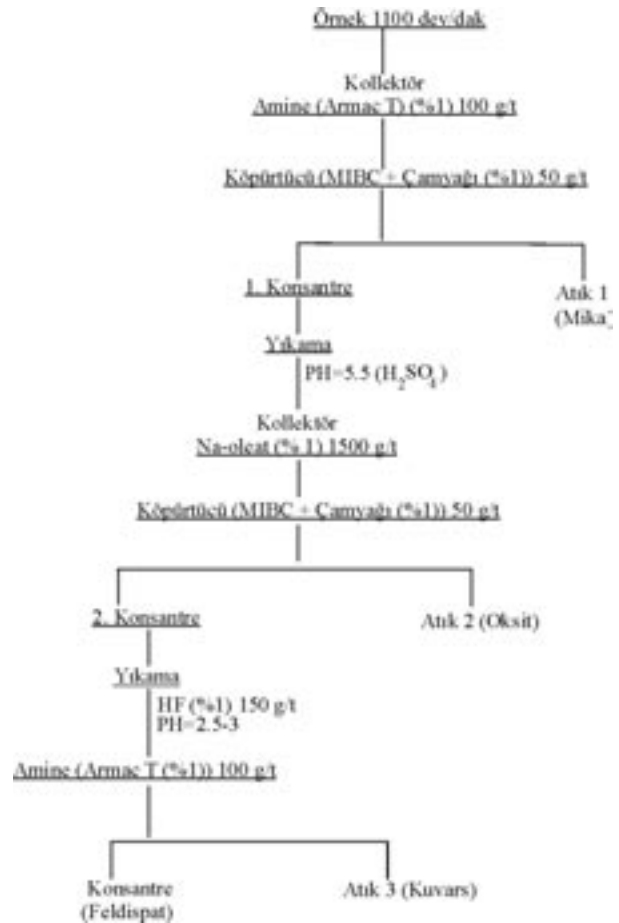 Örnek 1100 dev/dak
Kollektör
Amine (Armac T) (%1) 100 g/t
Köpürtücü (MIBC + Çamyağı (%1)) 50 g/t
1. Konsantre
Atık 1
(Mika)
Yıkama
PH=5.5 (H2SO4)
Kollektör
Na-oleat (% 1) 1500 g/t
Köpürtücü (MIBC + Çamyağı (%1)) 50 g/t
2. Konsantre
Atık 2 (Oksit)
Yıkama
HF (%1) 150 g/t
PH=2.5-3
Amine (Armac T (%1)) 100 g/t
Konsantre
(Feldispat)
Atık 3 (Kuvars)